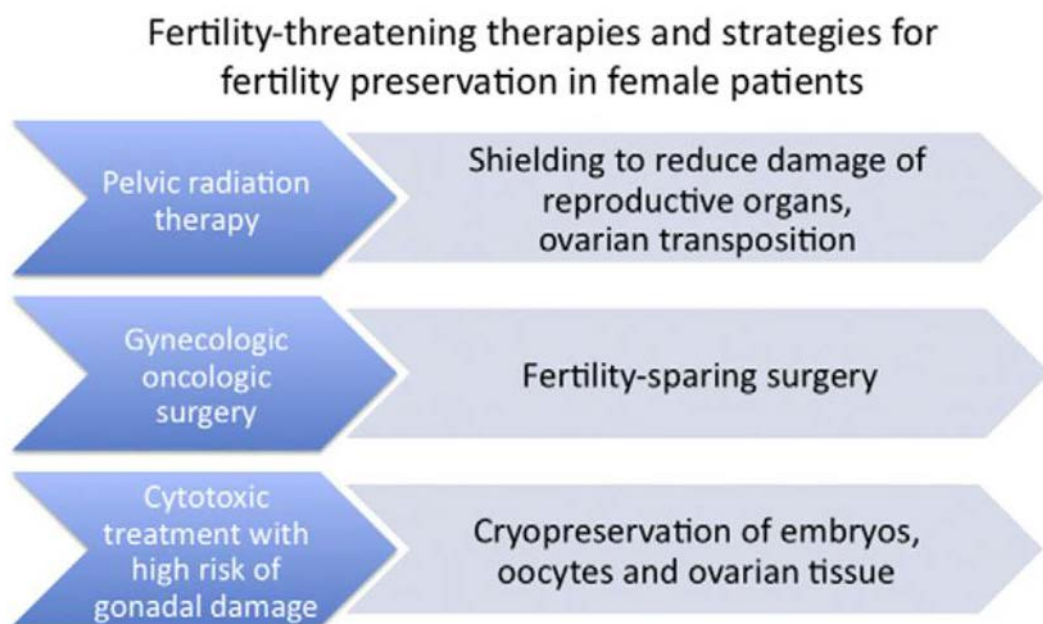 Fertility-threatening therapies and strategies for
fertility preservation in female patients
Pelvic radiation
therapy
Shielding to reduce damage of
reproductive organs,
ovarian transposition
Gynecologic
oncologic
surgery
Fertility-sparing surgery
Cytotoxic
treatment with
high risk of
gonadal damage
Cryopreservation of embryos,
oocytes and ovarian tissue